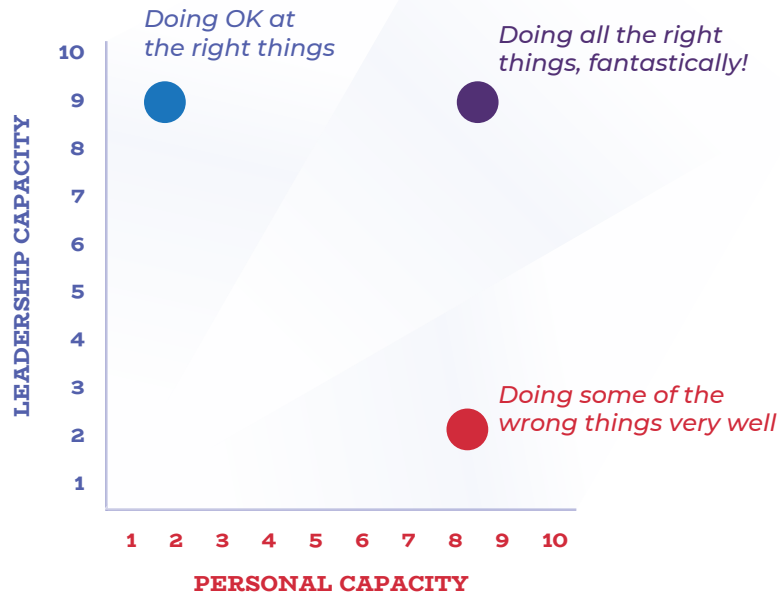 Doing OK at
the right things
Doing all the right
things, fantastically!
LEADERSHIP CAPACITY
10
9
8
7
6
5
4
3
2
1
Doing some of the
wrong things very well
1 2 3 4 5 6 7 8 9 10
PERSONAL CAPACITY